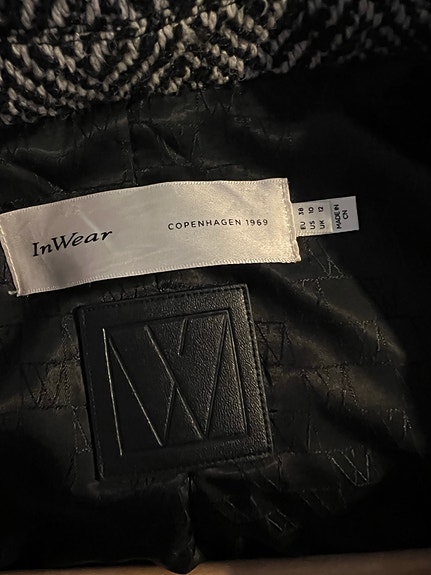 InWear
COPENHAGEN 1969
EU 38
US 10
UK 12
MADE IN
CN
W